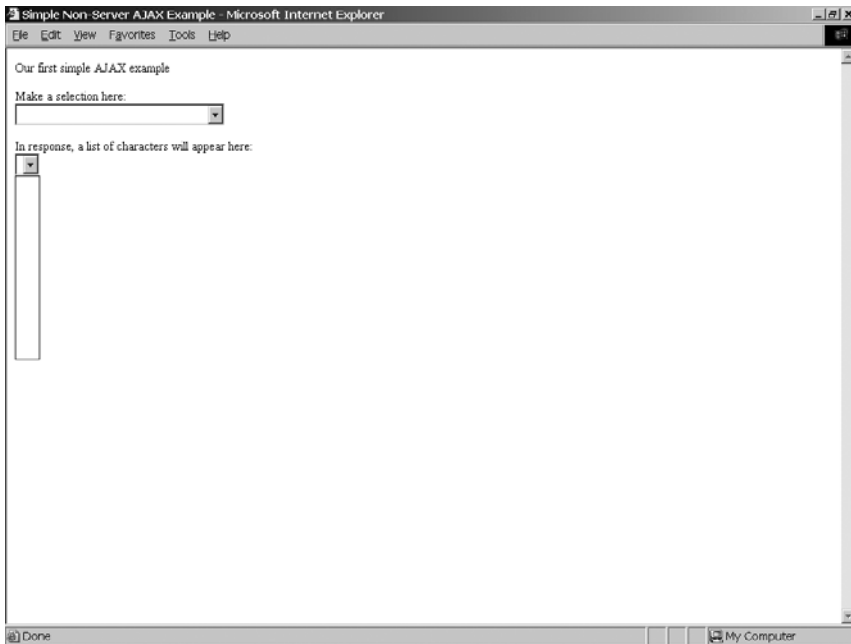 Simple Non-Server AJAX Example - Microsoft Internet Explorer
File Edit View Favorites Tools Help
Our first simple AJAX example
Make a selection here:
In response, a list of characters will appear here:
Done My Computer